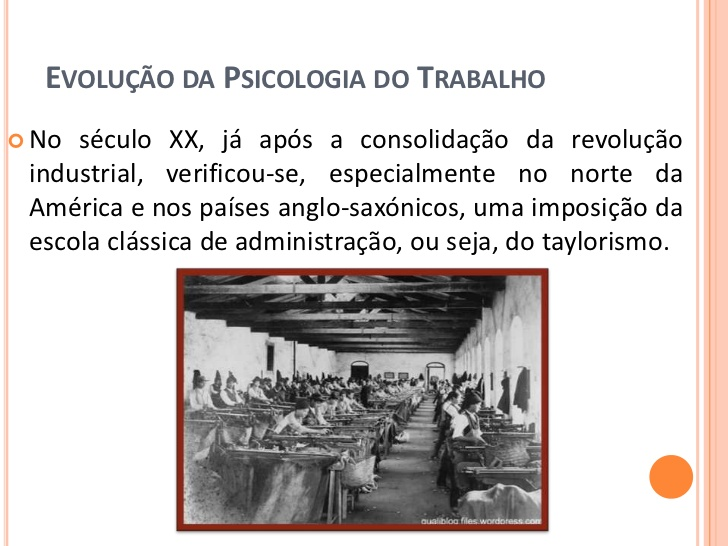 EVOLUÇÃO DA PSICOLOGIA DO TRABALHO
No século XX, já após a consolidação da revolução
industrial, verificou-se, especialmente no norte da
América e nos países anglo-saxónicos, uma imposição da
escola clássica de administração, ou seja, do taylorismo.
qualiblog.files.wordpress.com